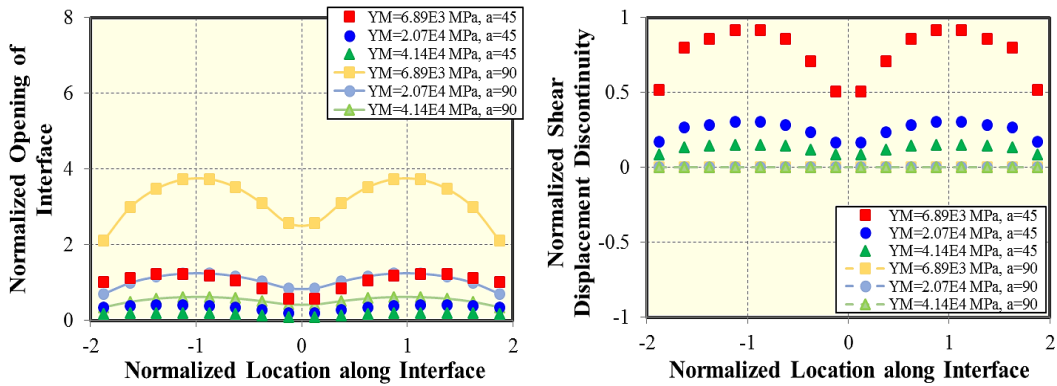 Normalized Opening of
Interface
8
6
4
2
0
-2
-1
0
1
2
Normalized Location along Interface
YM=6.89E3 MPa, a=45
YM=2.07E4 MPa, a=45
YM=4.14E4 MPa, a=45
YM=6.89E3 MPa, a=90
YM=2.07E4 MPa, a=90
YM=4.14E4 MPa, a=90
Normalized Shear
Displacement Discontinuity
1
0.5
0
-0.5
-1
-2
-1
0
1
2
Normalized Location along Interface
YM=6.89E3 MPa, a=45
YM=2.07E4 MPa, a=45
YM=4.14E4 MPa, a=45
YM=6.89E3 MPa, a=90
YM=2.07E4 MPa, a=90
YM=4.14E4 MPa, a=90